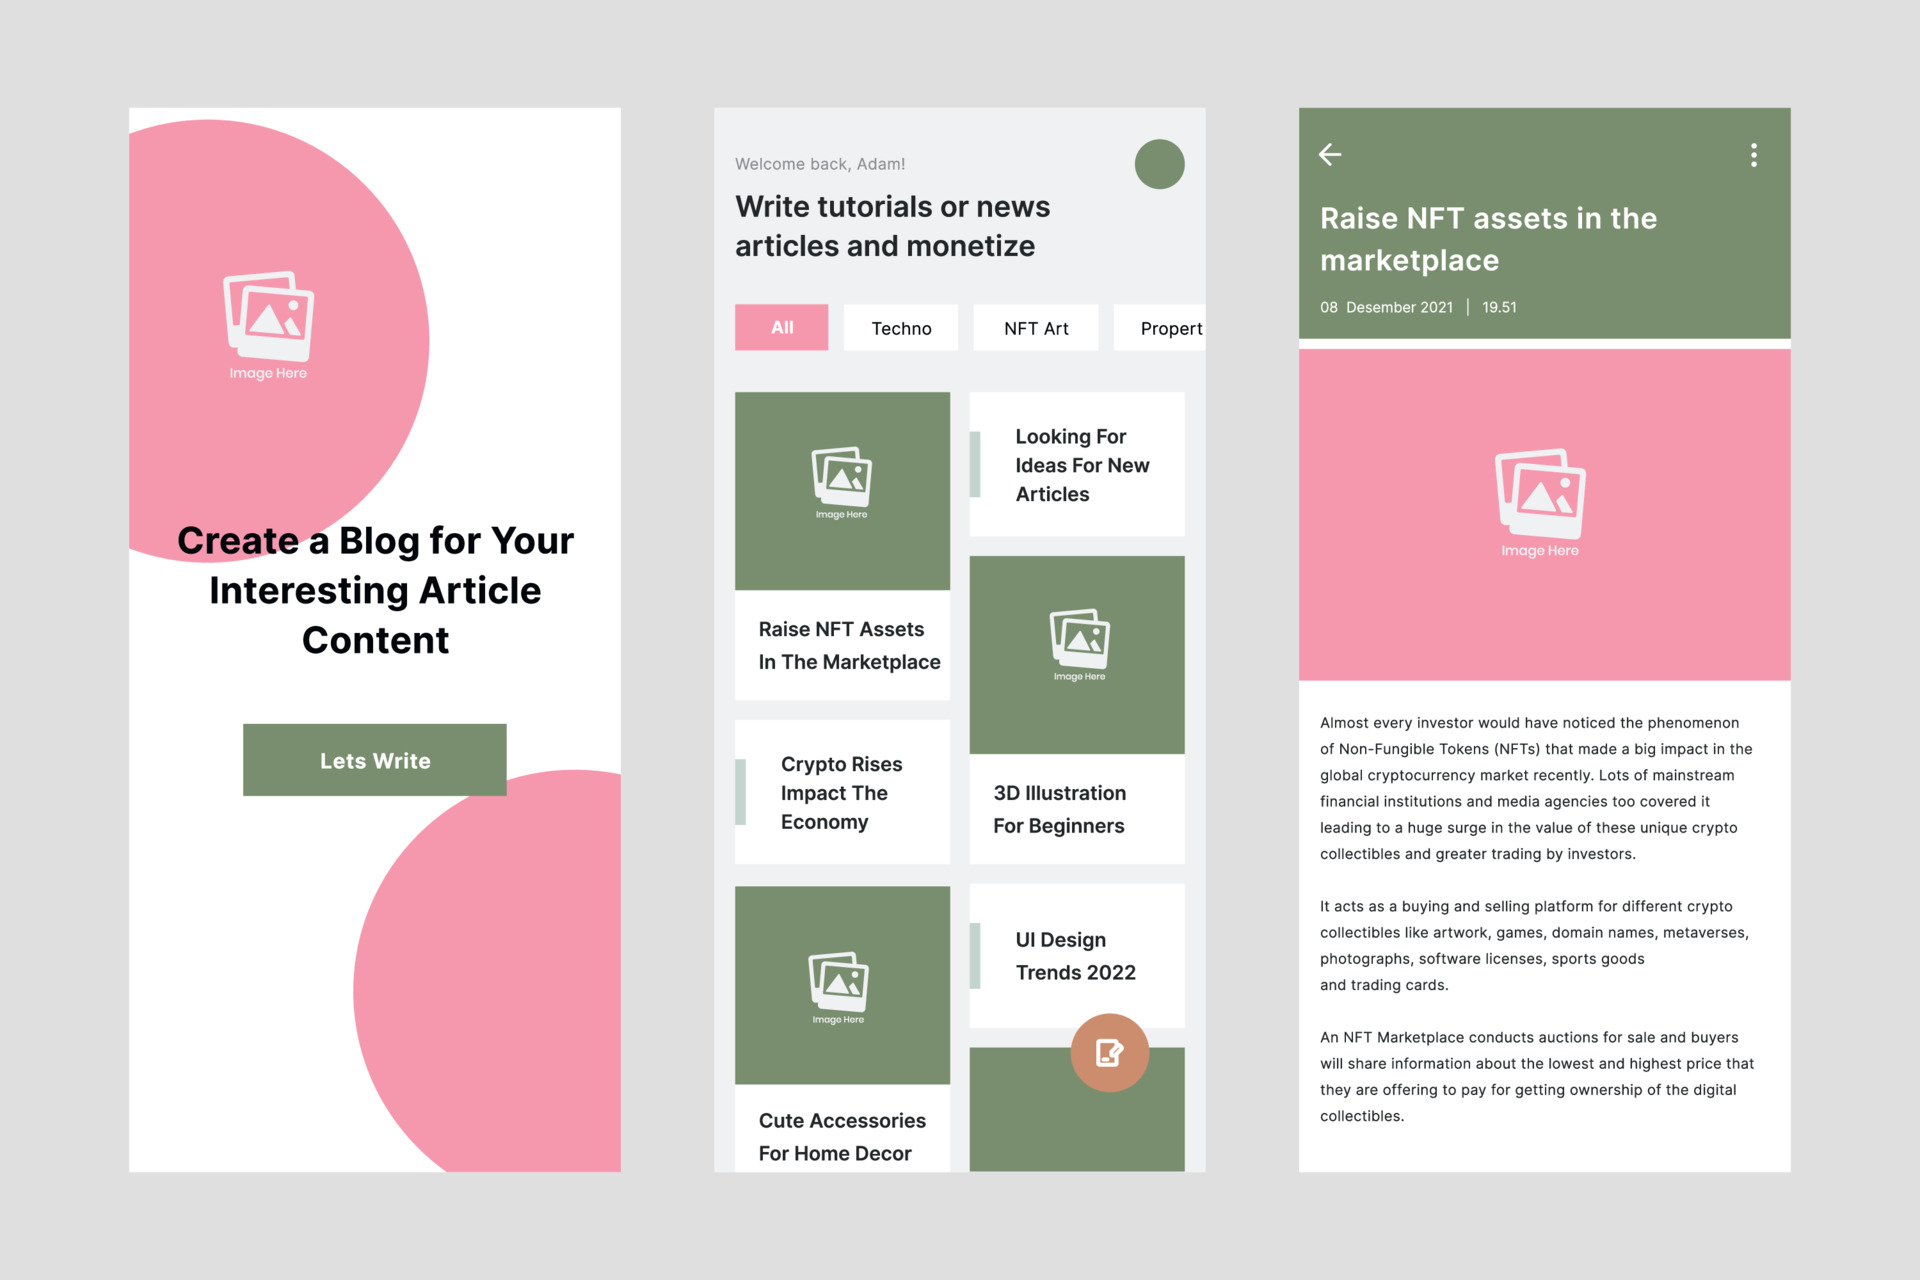 Image Here
Create a Blog for Your
Interesting Article
Content
Lets Write
Welcome back, Adam!
Write tutorials or news
articles and monetize
All
Techno
NFT Art
Propert
Image Here
Raise NFT Assets
In The Marketplace
Crypto Rises
Impact The
Economy
Image Here
Cute Accessories
For Home Decor
Looking For
Ideas For New
Articles
Image Here
3D Illustration
For Beginners
UI Design
Trends 2022
Raise NFT assets in the
marketplace
08 Desember 2021 | 19.51
Image Here
Almost every investor would have noticed the phenomenon
of Non-Fungible Tokens (NFTs) that made a big impact in the
global cryptocurrency market recently. Lots of mainstream
financial institutions and media agencies too covered it
leading to a huge surge in the value of these unique crypto
collectibles and greater trading by investors.
It acts as a buying and selling platform for different crypto
collectibles like artwork, games, domain names, metaverses,
photographs, software licenses, sports goods
and trading cards.
An NFT Marketplace conducts auctions for sale and buyers
will share information about the lowest and highest price that
they are offering to pay for getting ownership of the digital
collectibles.